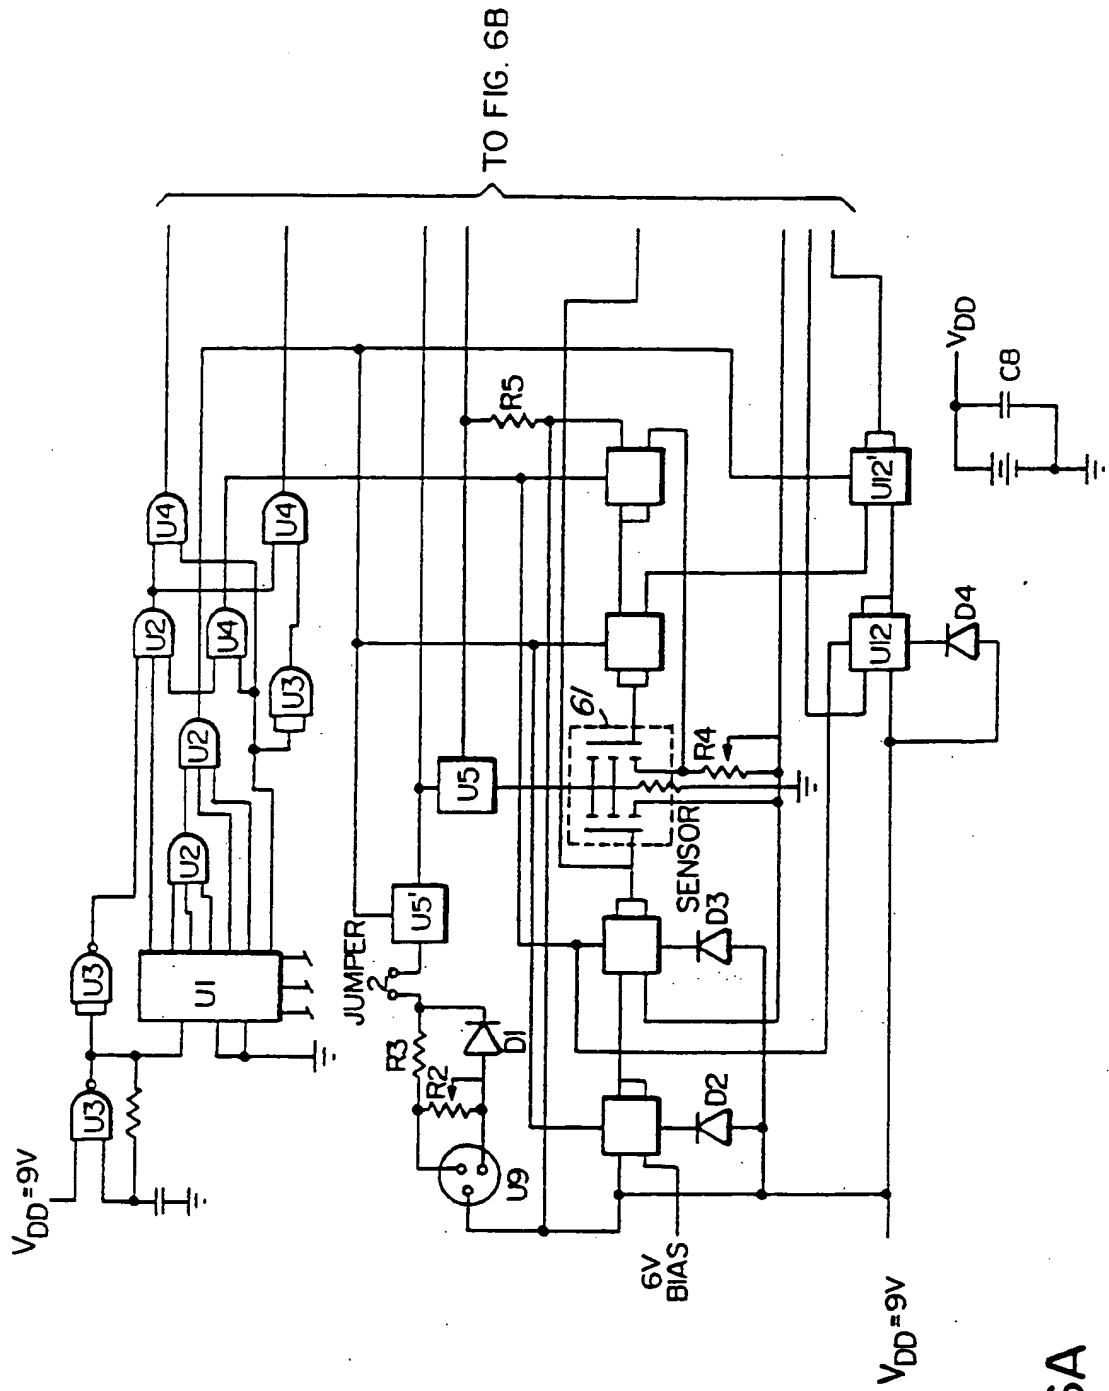 V_DD=9V
U3
U3
U1
U2
U2
U2
U4
U4
U3
U4
TO FIG. 6B
JUMPER
2
U5'
U5
R3
R2
D1
U9
R5
61
R4
SENSOR
6V
BIAS
D2
D3
U12
U12'
D4
V_DD
C8
V_DD=9V
6A